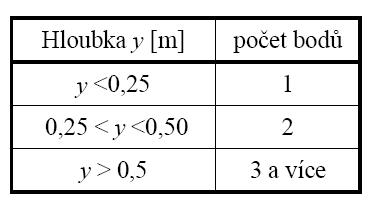 Hloubka y [m] počet bodů
y <0,25 1
0,25 < y <0,50 2
y > 0,5 3 a více